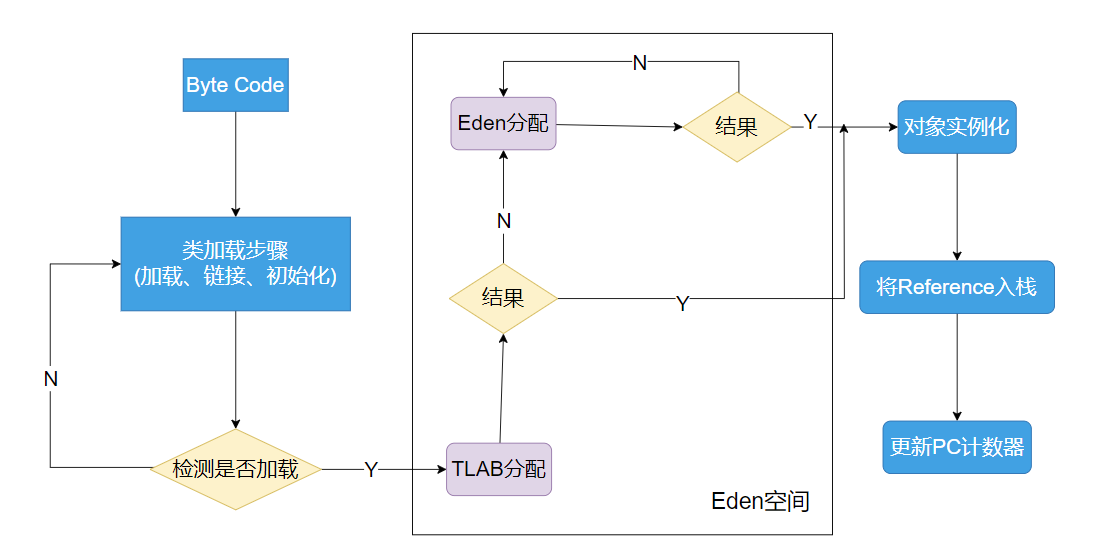 Byte Code
类加载步骤
(加载、链接、初始化)
N
检测是否加载
Y
TLAB分配
结果
N
Y
Eden分配
N
结果
Y
Eden空间
对象实例化
将Reference入栈
更新PC计数器